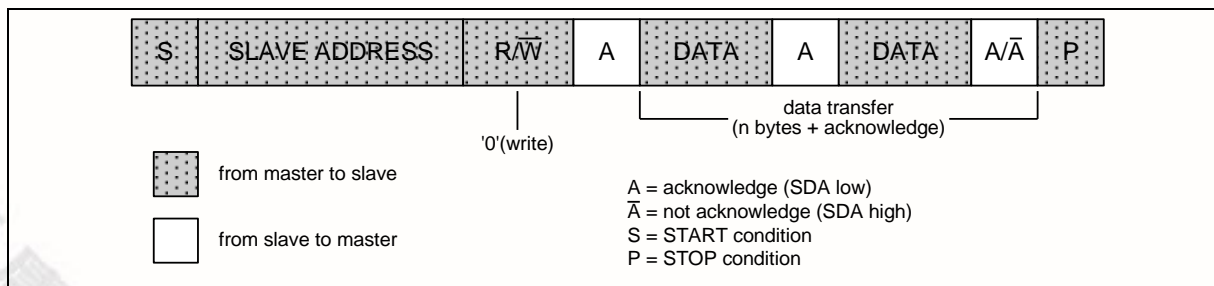 S SLAVE ADDRESS R/W̅ A DATA A DATA A/A̅ P
data transfer
(n bytes + acknowledge)
'0'(write)
from master to slave
from slave to master
A = acknowledge (SDA low)
A̅ = not acknowledge (SDA high)
S = START condition
P = STOP condition